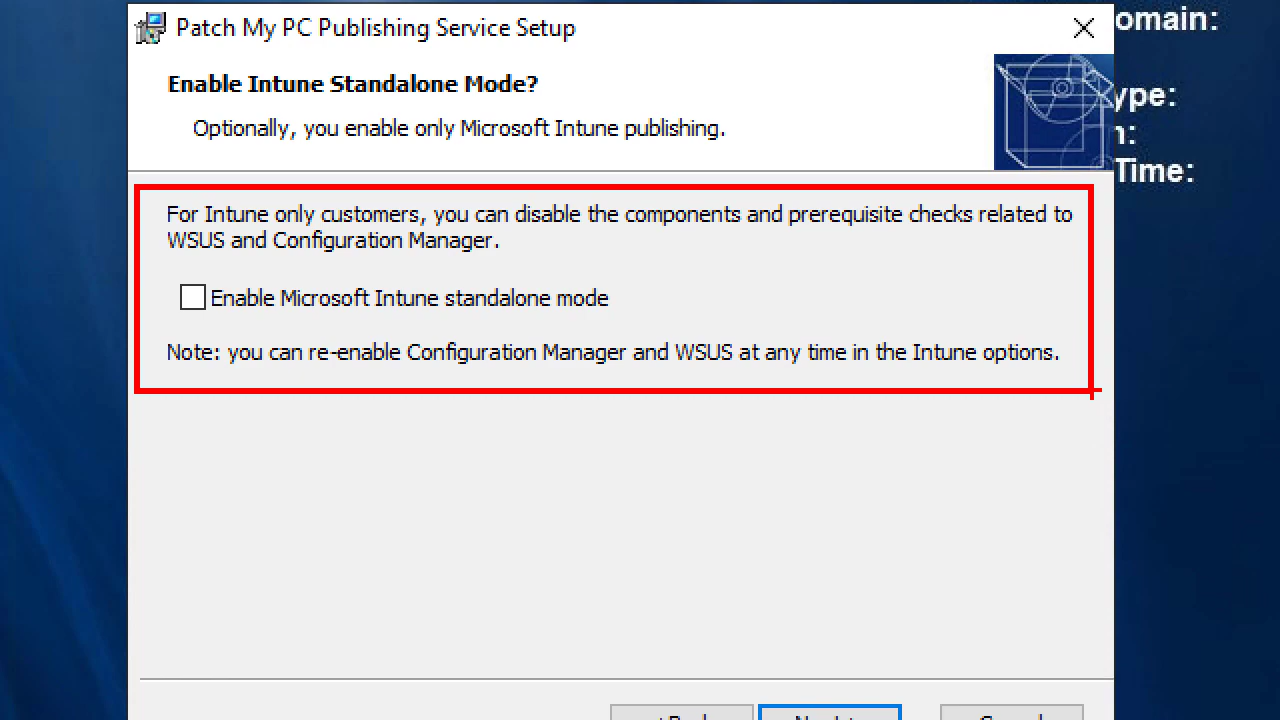 Patch My PC Publishing Service Setup
omain:
Enable Intune Standalone Mode?
Optionally, you enable only Microsoft Intune publishing.
ype:
n:
Time:
For Intune only customers, you can disable the components and prerequisite checks related to
WSUS and Configuration Manager.
Enable Microsoft Intune standalone mode
Note: you can re-enable Configuration Manager and WSUS at any time in the Intune options.